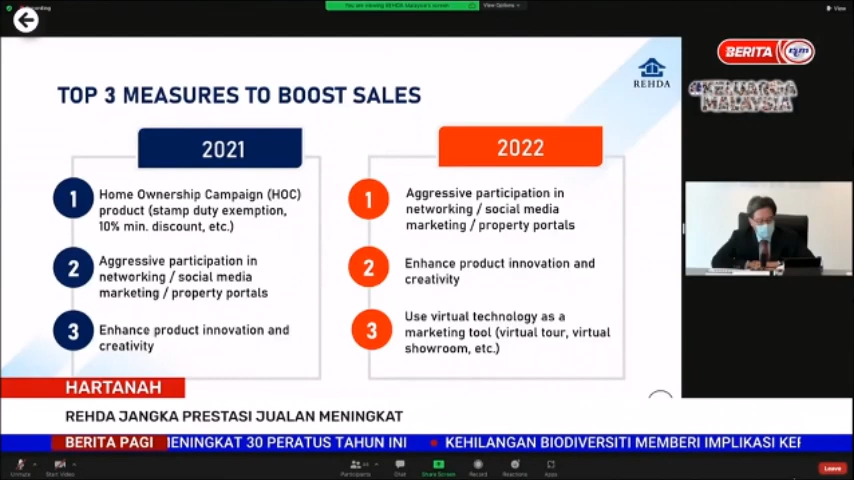 Recording
You are viewing REHDA Malaysia's screen
View Options
View
BERITA
rtm
KELUARGA
MALAYSIA
REHDA
TOP 3 MEASURES TO BOOST SALES
2021
1
Home Ownership Campaign (HOC)
product (stamp duty exemption,
10% min. discount, etc.)
2
Aggressive participation in
networking / social media
marketing / property portals
3
Enhance product innovation and
creativity
2022
1
Aggressive participation in
networking / social media
marketing / property portals
2
Enhance product innovation and
creativity
3
Use virtual technology as a
marketing tool (virtual tour, virtual
showroom, etc.)
HARTANAH
REHDA JANGKA PRESTASI JUALAN MENINGKAT
BERITA PAGI
MENINGKAT 30 PERATUS TAHUN INI • KEHILANGAN BIODIVERSITI MEMBERI IMPLIKASI
Unmute
Start Video
Participants
Chat
Share Screen
Record
Reactions
Apps
Leave